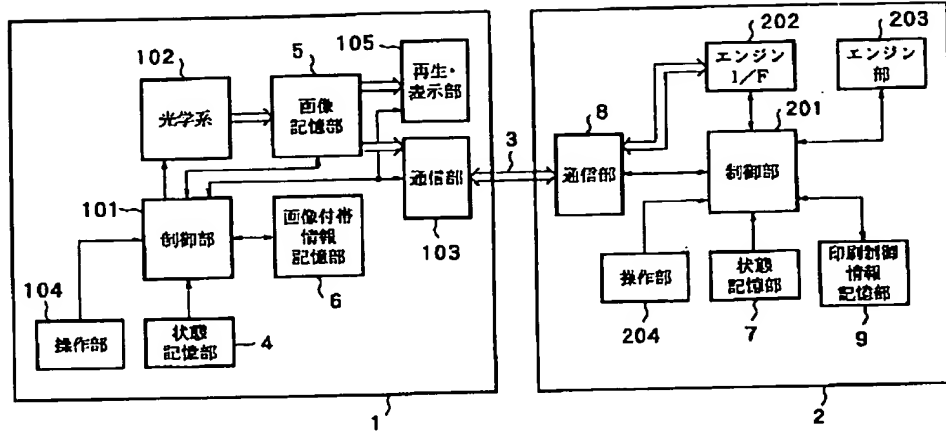 102
光学系
5
画像
記憶部
105
再生・
表示部
通信部
103
101
制御部
画像付帯
情報
記憶部
6
104
操作部
状態
記憶部
4
1
3
202
エンジン
I/F
203
エンジン
部
201
制御部
8
通信部
操作部
204
状態
記憶部
7
印刷制御
情報
記憶部
9
2